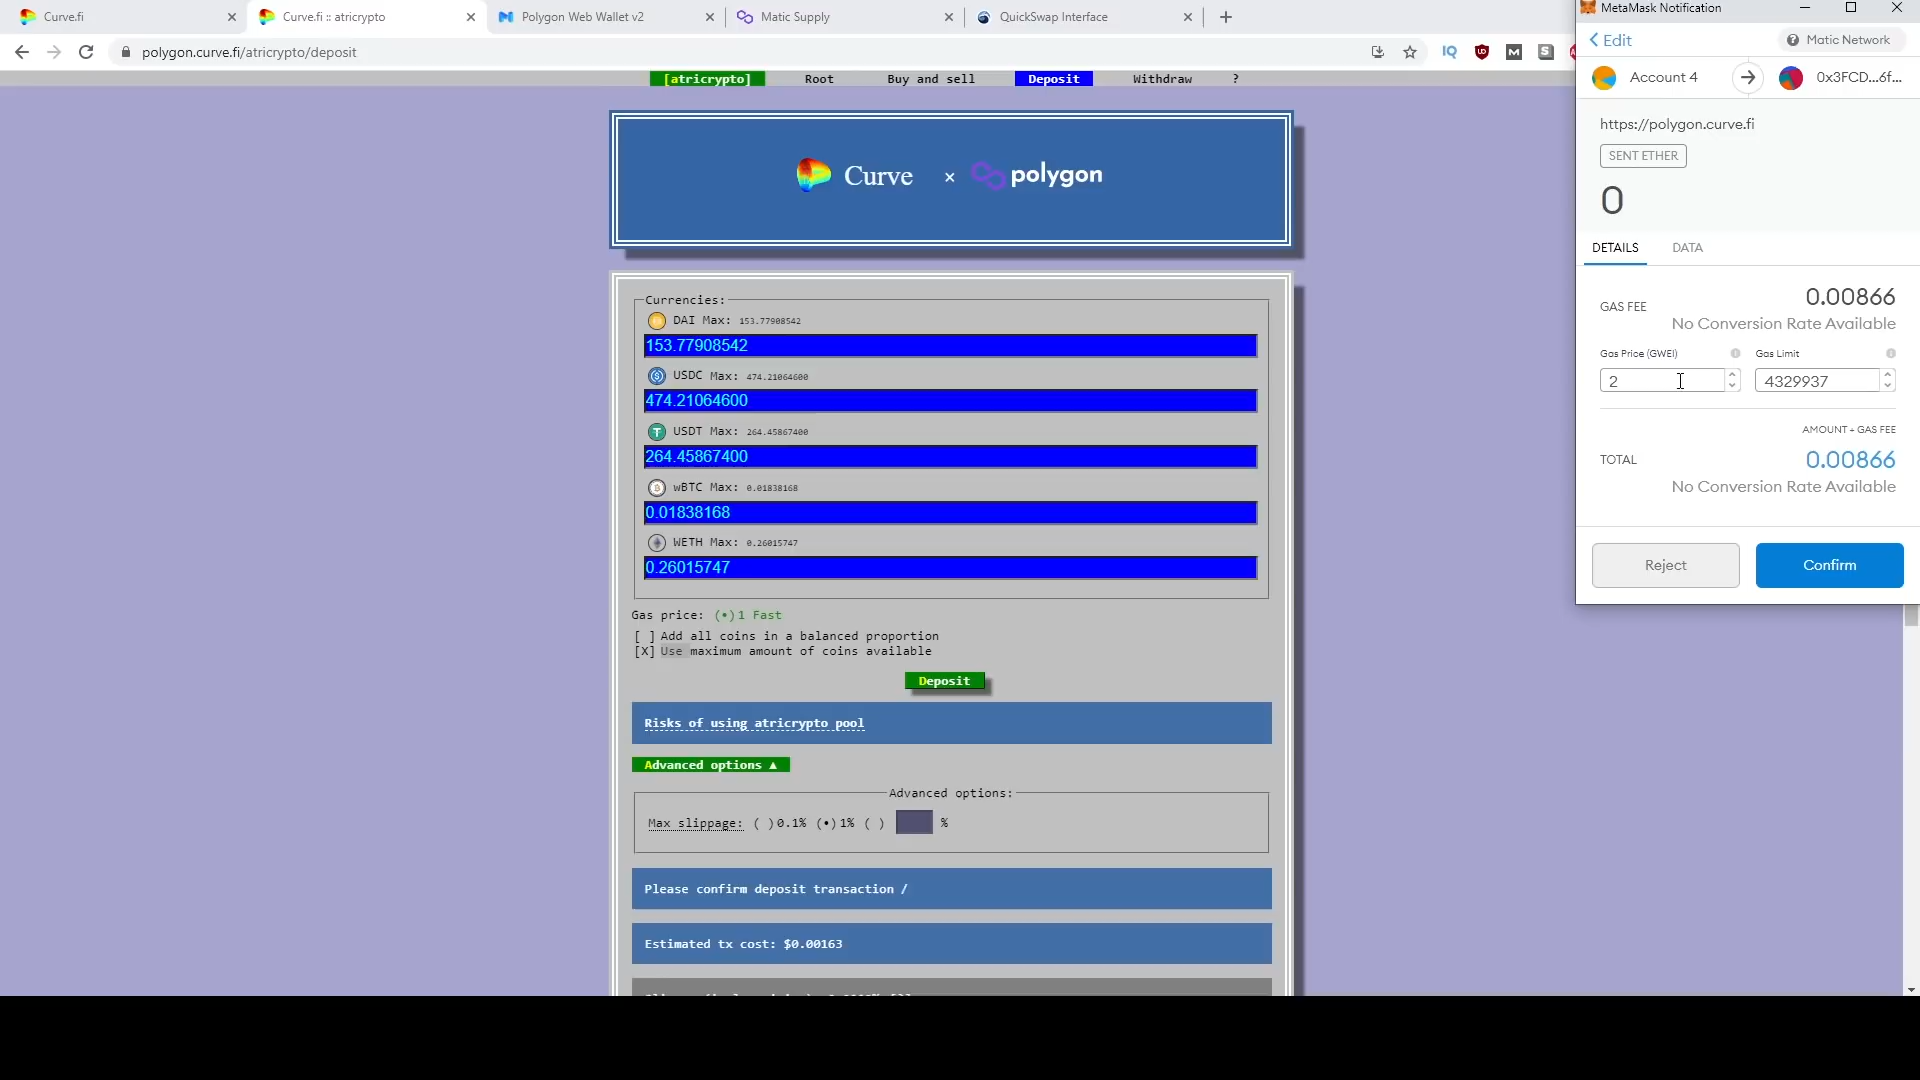 Curve.fi
Curve.fi :: atricrypto
Polygon Web Wallet v2
Matic Supply
QuickSwap Interface
polygon.curve.fi/atricrypto/deposit
[atricrypto] Root Buy and sell Deposit Withdraw ?
Curve × polygon
Currencies:
DAI Max: 153.77908542
153.77908542
USDC Max: 474.21064600
474.21064600
USDT Max: 264.45867400
264.45867400
wBTC Max: 0.01838168
0.01838168
WETH Max: 0.26015747
0.26015747
Gas price: (•)1 Fast
[ ] Add all coins in a balanced proportion
[X] Use maximum amount of coins available
Deposit
Risks of using atricrypto pool
Advanced options ▲
Advanced options:
Max slippage: ( )0.1% (•)1% ( ) %
Please confirm deposit transaction /
Estimated tx cost: $0.00163
MetaMask Notification
Edit
Matic Network
Account 4
0x3FCD...6f...
https://polygon.curve.fi
SENT ETHER
0
DETAILS DATA
GAS FEE 0.00866
No Conversion Rate Available
Gas Price (GWEI) Gas Limit
2 4329937
AMOUNT + GAS FEE
TOTAL 0.00866
No Conversion Rate Available
Reject Confirm